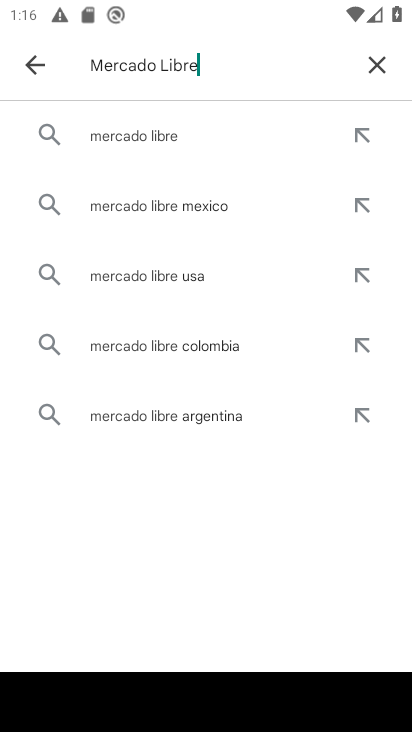 1:16
Mercado Libre
mercado libre
mercado libre mexico
mercado libre usa
mercado libre colombia
mercado libre argentina